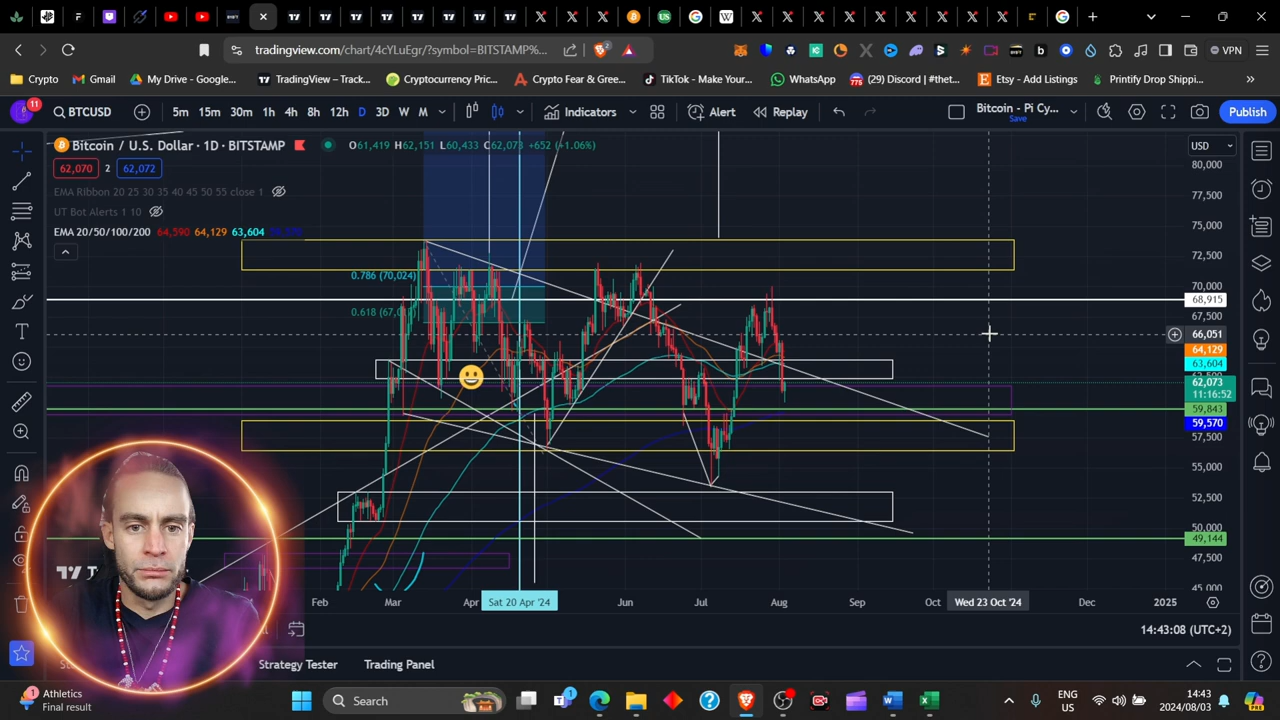 tradingview.com/chart/4cYLuEgr/?symbol=BITSTAMP%...
2
VPN
Crypto
Gmail
My Drive - Google...
TradingView – Track...
Cryptocurrency Pric...
Crypto Fear & Gree...
TikTok - Make Your...
WhatsApp
(29) Discord | #thet...
Etsy - Add Listings
Printify Drop Shippi...
11
BTCUSD
5m 15m 30m 1h 4h 8h 12h D 3D W M
Indicators
Alert
Replay
Bitcoin - Pi Cy...
Save
Publish
Bitcoin / U.S. Dollar · 1D · BITSTAMP
O61,419 H62,151 L60,433 C62,073 +652 (+1.06%)
USD
62,070 2 62,072
EMA Ribbon 20 25 30 35 40 45 50 55 close 1
UT Bot Alerts 1 10
EMA 20/50/100/200 64,590 64,129 63,604
80,000
77,500
75,000
72,500
0.786 (70,024)
70,000
68,915
0.618 (67,017)
67,500
66,051
64,129
63,604
62,073
11:16:52
59,843
59,570
57,500
55,000
52,500
50,000
49,144
47,500
45,000
Feb Mar Apr Sat 20 Apr '24 Jun Jul Aug Sep Oct Wed 23 Oct '24 Dec 2025
14:43:08 (UTC+2)
Strategy Tester
Trading Panel
1
Athletics
Final result
Search
1
ENG
US
14:43
2024/08/03